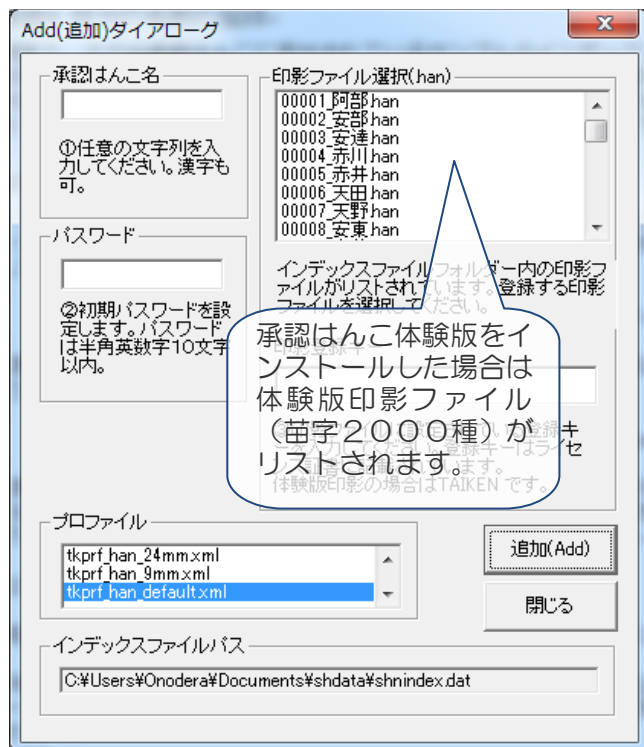 Add(追加)ダイアローグ
承認はんこ名
①任意の文字列を入
力してください。漢字も
可。
パスワード
②初期パスワードを設
定します。パスワード
は半角英数字10文字
以内。
印影ファイル選択(han)
00001_阿部.han
00002_安部.han
00003_安達.han
00004_赤川.han
00005_赤井.han
00006_天田.han
00007_天野.han
00008_安東.han
インデックスファイルフォルダー内の印影フ
ァイルがリストされています。登録する印影
ファイルを選択してください。
承認はんこ体験版をイ
ンストールした場合は
体験版印影ファイル
（苗字２０００種）が
リストされます。
体験版印影の場合はTAIKEN です。
プロファイル
tkprf_han_24mm.xml
tkprf_han_9mm.xml
tkprf_han_default.xml
追加(Add)
閉じる
インデックスファイルパス
C:¥Users¥Onodera¥Documents¥shdata¥shnindex.dat